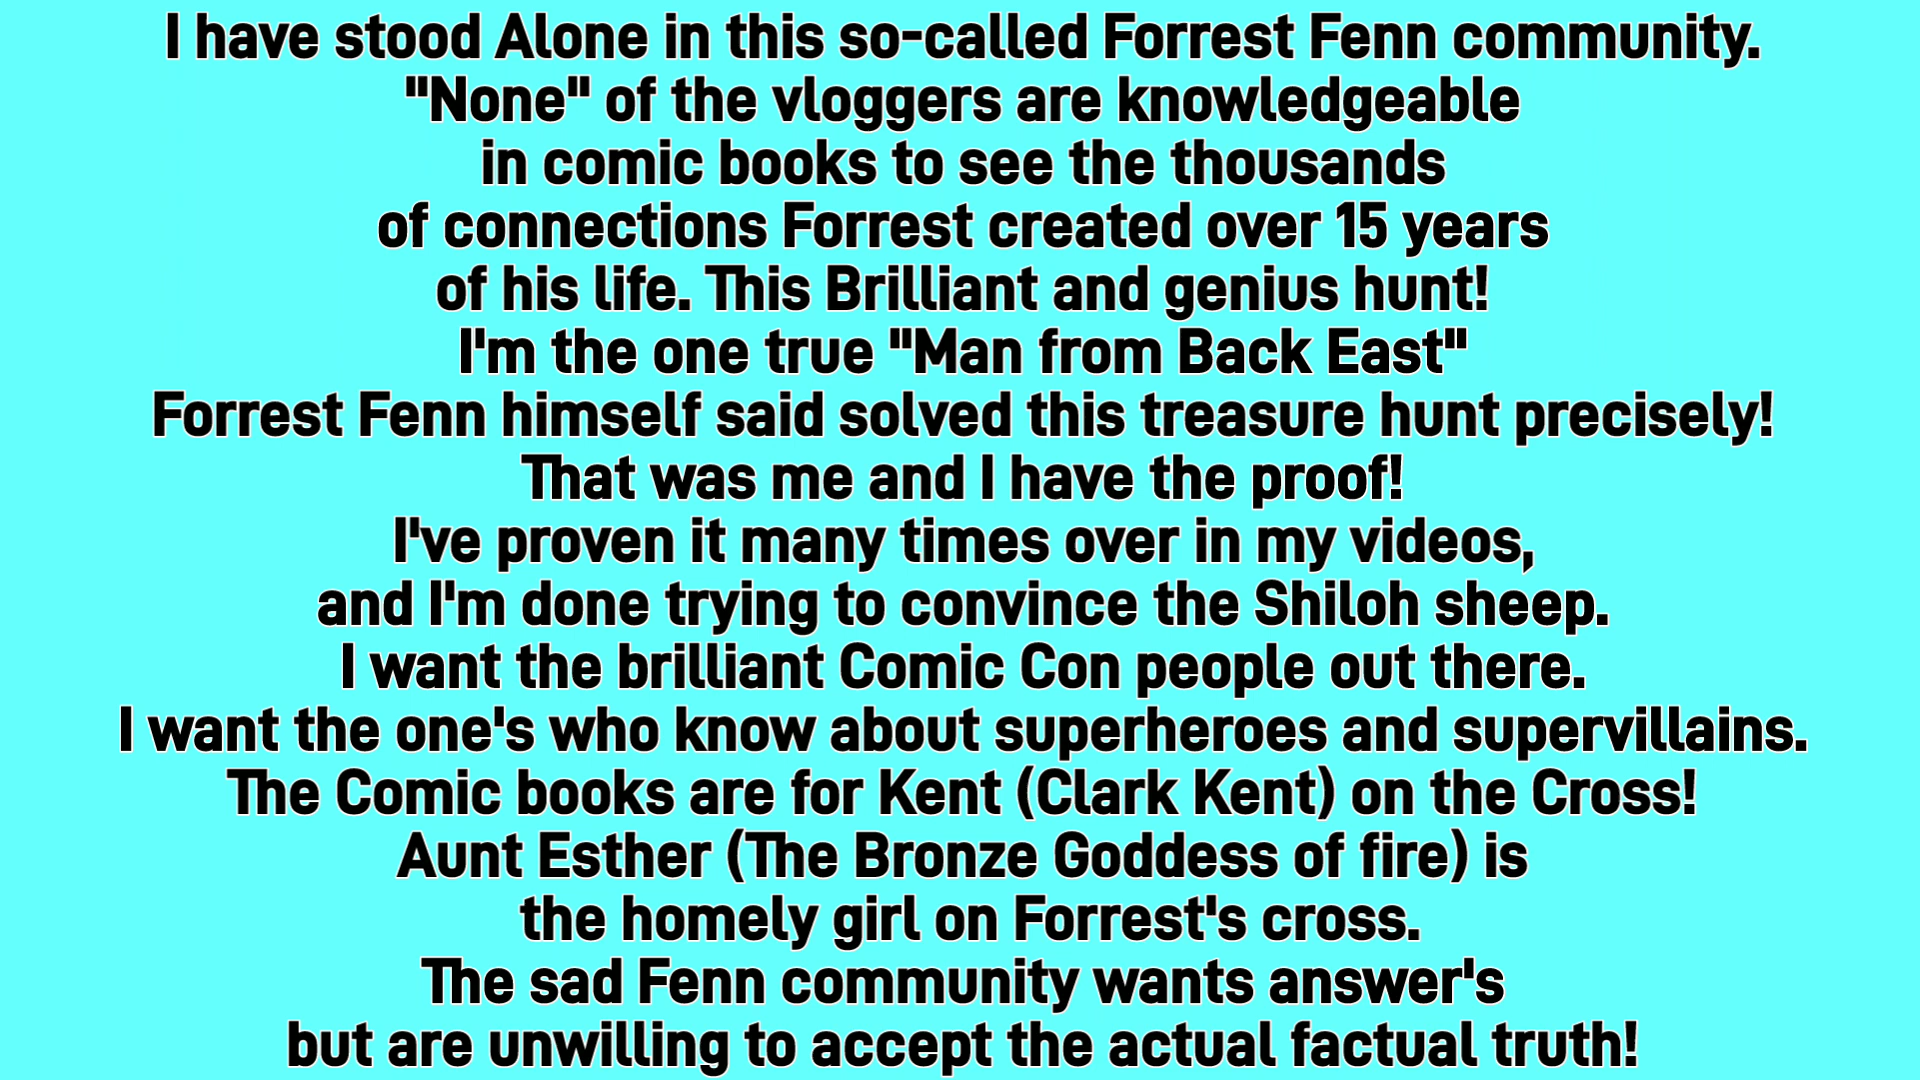 I have stood Alone in this so-called Forrest Fenn community.
"None" of the vloggers are knowledgeable
in comic books to see the thousands
of connections Forrest created over 15 years
of his life. This Brilliant and genius hunt!
I'm the one true "Man from Back East"
Forrest Fenn himself said solved this treasure hunt precisely!
That was me and I have the proof!
I've proven it many times over in my videos,
and I'm done trying to convince the Shiloh sheep.
I want the brilliant Comic Con people out there.
I want the one's who know about superheroes and supervillains.
The Comic books are for Kent (Clark Kent) on the Cross!
Aunt Esther (The Bronze Goddess of fire) is
the homely girl on Forrest's cross.
The sad Fenn community wants answer's
but are unwilling to accept the actual factual truth!